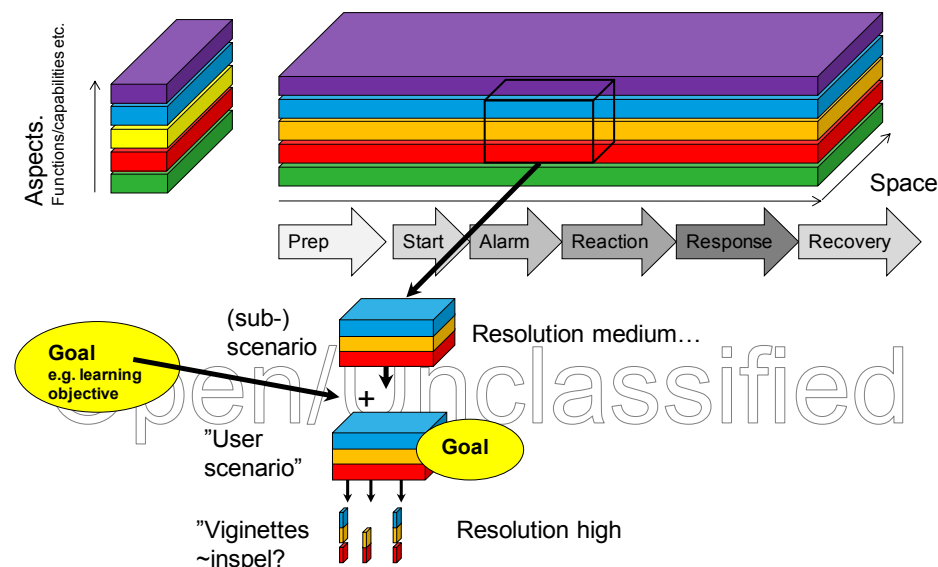 Aspects.
Functions/capabilities etc.
Space
Prep
Start
Alarm
Reaction
Response
Recovery
(sub-)
scenario
Resolution medium…
Goal
e.g. learning
objective
Open/Unclassified
+
”User
scenario”
Goal
”Viginettes
~inspel?
Resolution high